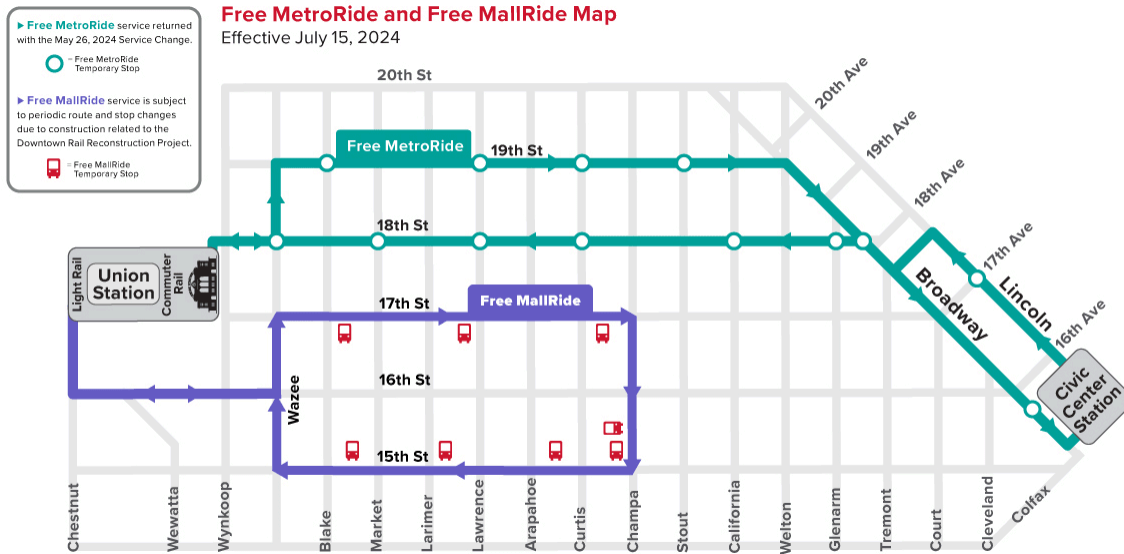 Free MetroRide and Free MallRide Map
Effective July 15, 2024
▶ Free MetroRide service returned
with the May 26, 2024 Service Change.
= Free MetroRide
Temporary Stop
▶ Free MallRide service is subject
to periodic route and stop changes
due to construction related to the
Downtown Rail Reconstruction Project.
= Free MallRide
Temporary Stop
20th St
20th Ave
Free MetroRide
19th St
19th Ave
18th Ave
18th St
17th Ave
Light Rail
Union
Station
Commuter
Rail
17th St
Free MallRide
Broadway
Lincoln
16th Ave
16th St
Wazee
Civic
Center
Station
15th St
Chestnut
Wewatta
Wynkoop
Blake
Market
Larimer
Lawrence
Arapahoe
Curtis
Champa
Stout
California
Welton
Glenarm
Tremont
Court
Cleveland
Colfax